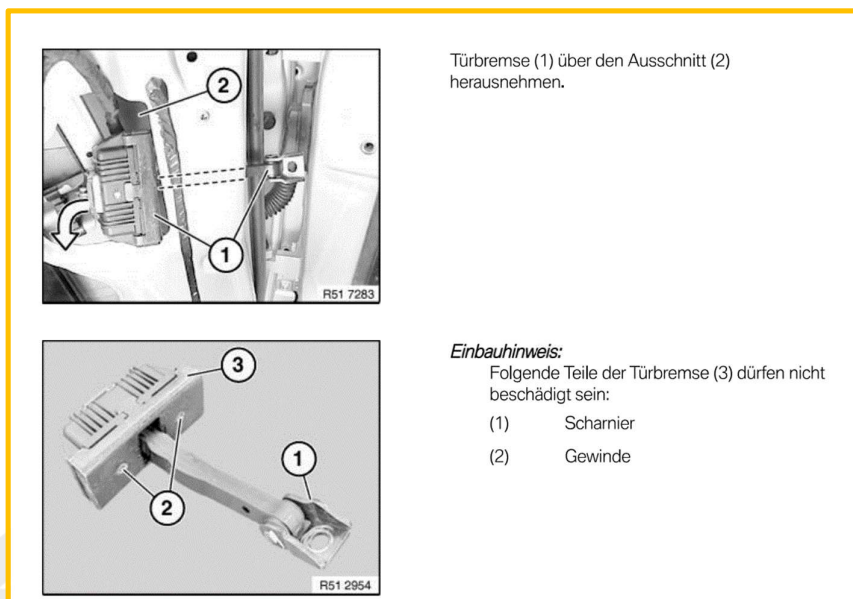 Türbremse (1) über den Ausschnitt (2)
herausnehmen.
2
1
R51 7283
Einbauhinweis:
Folgende Teile der Türbremse (3) dürfen nicht
beschädigt sein:
(1) Scharnier
(2) Gewinde
3
1
2
R51 2954